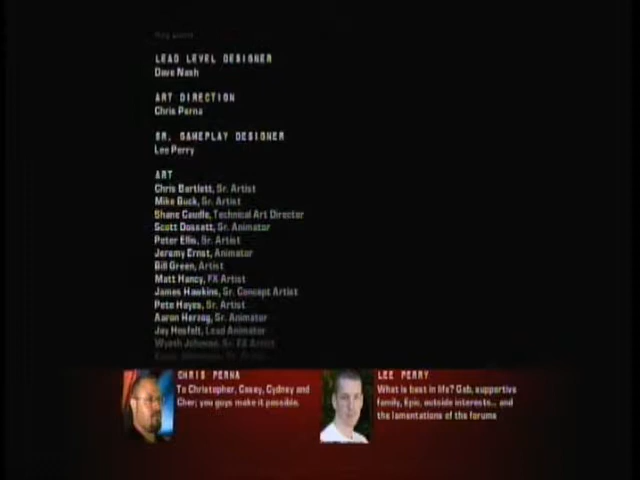 LEAD LEVEL DESIGNER
Dave Nash
ART DIRECTION
Chris Perna
SR. GAMEPLAY DESIGNER
Lee Perry
ART
Chris Bartlett, Sr. Artist
Mike Buck, Sr. Artist
Shane Caudle, Technical Art Director
Scott Dossett, Sr. Animator
Peter Ellis, Sr. Artist
Jeremy Ernst, Animator
Bill Green, Artist
Matt Hancy, FX Artist
James Hawkins, Sr. Concept Artist
Pete Hayes, Sr. Artist
Aaron Herzog, Sr. Animator
Jay Hosfelt, Lead Animator
Wyeth Johnson, Sr. FX Artist
CHRIS PERNA
To Christopher, Casey, Cydney and
Cher; you guys make it possible.
LEE PERRY
What is best in life? Gab, supportive
family, Epic, outside interests... and
the lamentations of the forums